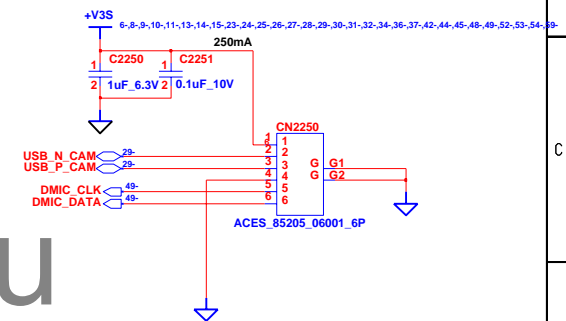 +V3S
6-,8-,9-,10-,11-,13-,14-,15-,23-,24-,25-,26-,27-,28-,29-,30-,31-,32-,34-,36-,37-,42-,44-,45-,48-,49-,52-,53-,54-,59-
250mA
C2250
C2251
1
1
2
1uF_6.3V
2
0.1uF_10V
C
CN2250
1
1
USB_N_CAM
29-
2
2
USB_P_CAM
29-
3
3
G
G1
4
4
G
G2
DMIC_CLK
49-
5
5
DMIC_DATA
49-
6
6
ACES_85205_06001_6P
u